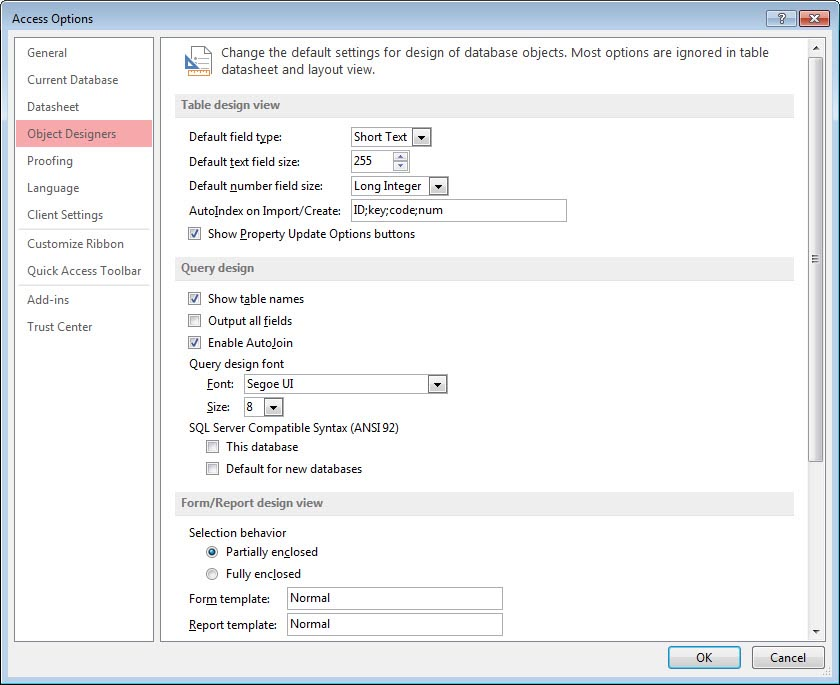 Access Options
General
Current Database
Datasheet
Object Designers
Proofing
Language
Client Settings
Customize Ribbon
Quick Access Toolbar
Add-ins
Trust Center
Change the default settings for design of database objects. Most options are ignored in table
datasheet and layout view.
Table design view
Default field type: Short Text
Default text field size: 255
Default number field size: Long Integer
AutoIndex on Import/Create: ID;key;code;num
Show Property Update Options buttons
Query design
Show table names
Output all fields
Enable AutoJoin
Query design font
Font: Segoe UI
Size: 8
SQL Server Compatible Syntax (ANSI 92)
This database
Default for new databases
Form/Report design view
Selection behavior
Partially enclosed
Fully enclosed
Form template: Normal
Report template: Normal
OK Cancel